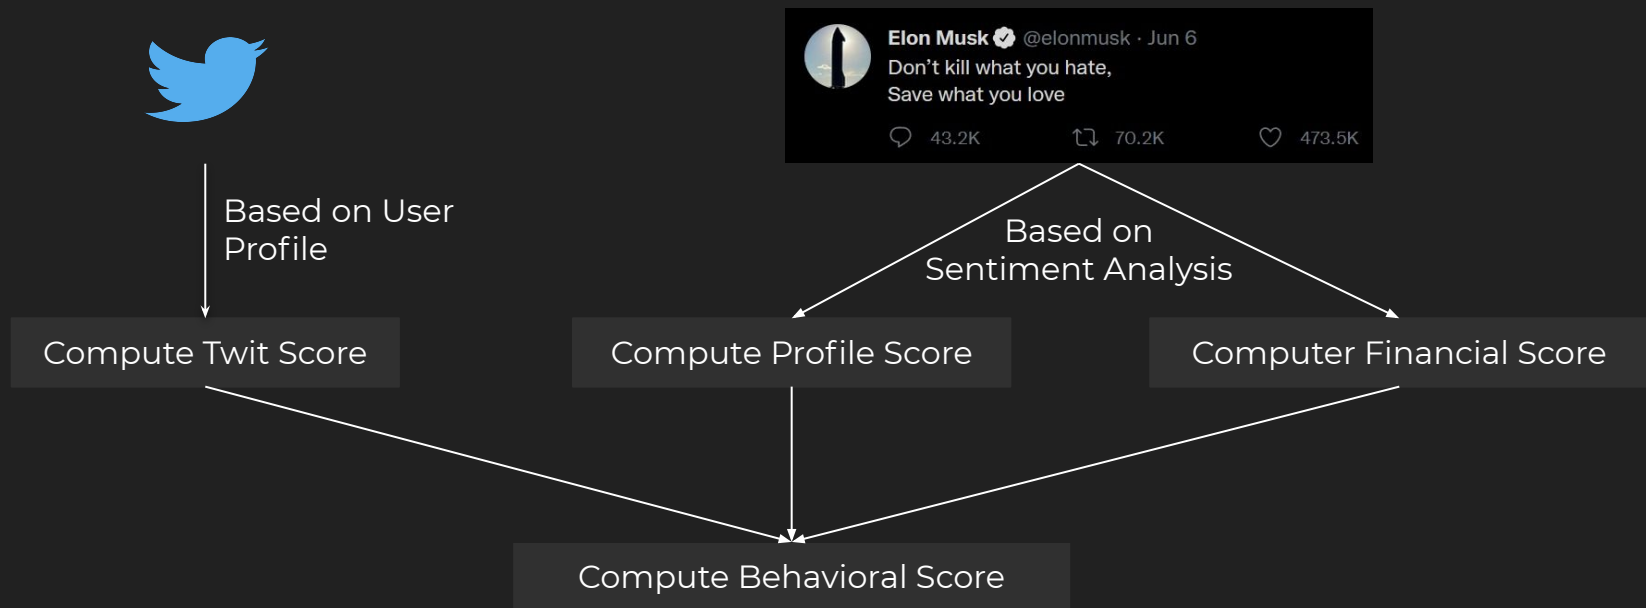 Elon Musk @elonmusk · Jun 6
Don’t kill what you hate,
Save what you love
43.2K 70.2K 473.5K
Based on User
Profile
Based on
Sentiment Analysis
Compute Twit Score
Compute Profile Score
Computer Financial Score
Compute Behavioral Score